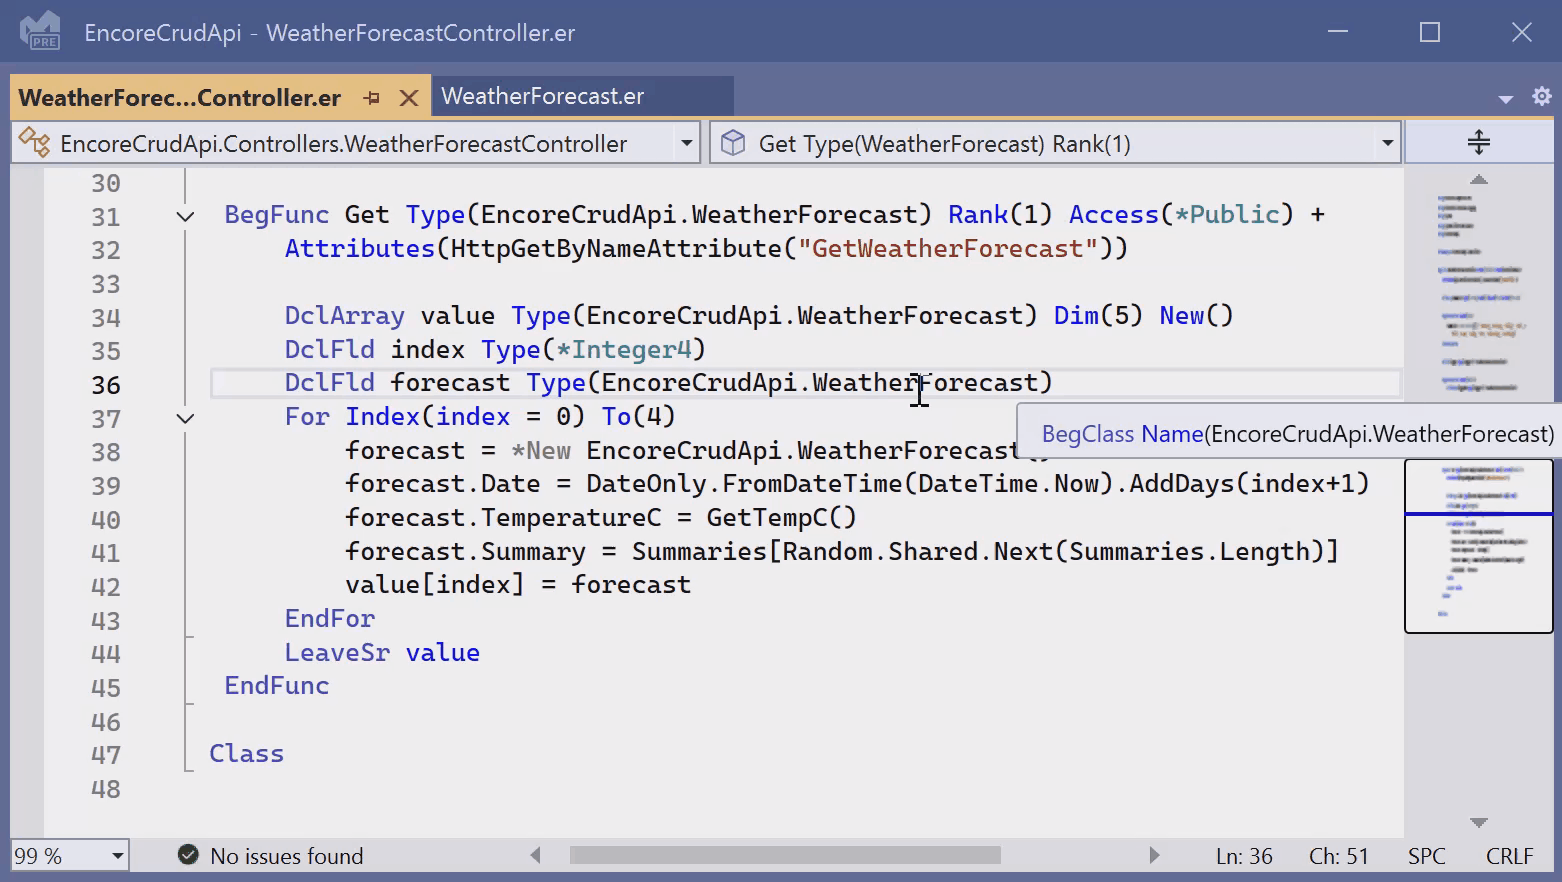 PRE
EncoreCrudApi - WeatherForecastController.er
WeatherForec...Controller.er
WeatherForecast.er
EncoreCrudApi.Controllers.WeatherForecastController
Get Type(WeatherForecast) Rank(1)
30
31 BegFunc Get Type(EncoreCrudApi.WeatherForecast) Rank(1) Access(*Public) +
32 Attributes(HttpGetByNameAttribute("GetWeatherForecast"))
33
34 DclArray value Type(EncoreCrudApi.WeatherForecast) Dim(5) New()
35 DclFld index Type(*Integer4)
36 DclFld forecast Type(EncoreCrudApi.WeatherForecast)
37 For Index(index = 0) To(4)
BegClass Name(EncoreCrudApi.WeatherForecast)
38 forecast = *New EncoreCrudApi.WeatherForecast()
39 forecast.Date = DateOnly.FromDateTime(DateTime.Now).AddDays(index+1)
40 forecast.TemperatureC = GetTempC()
41 forecast.Summary = Summaries[Random.Shared.Next(Summaries.Length)]
42 value[index] = forecast
43 EndFor
44 LeaveSr value
45 EndFunc
46
47 Class
48
99 %
No issues found
Ln: 36
Ch: 51
SPC
CRLF